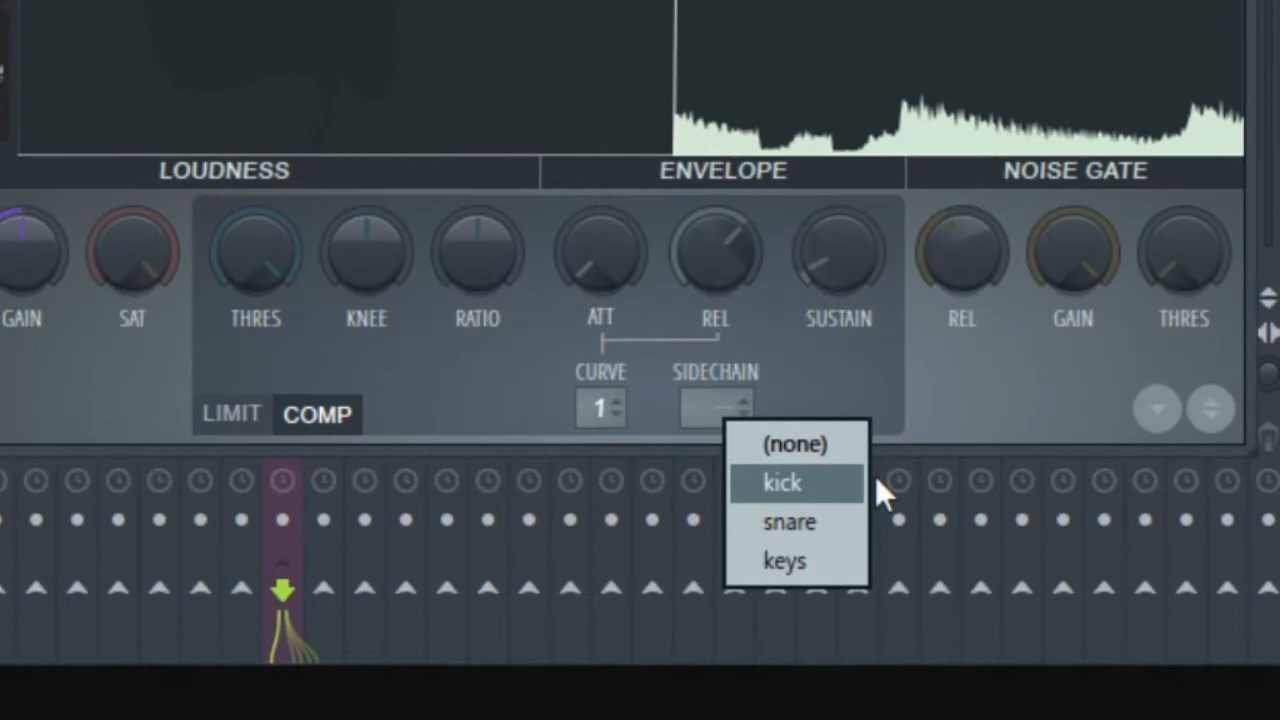 LOUDNESS
ENVELOPE
NOISE GATE
GAIN
SAT
THRES
KNEE
RATIO
ATT
REL
SUSTAIN
REL
GAIN
THRES
CURVE
SIDECHAIN
LIMIT
COMP
1
(none)
kick
snare
keys